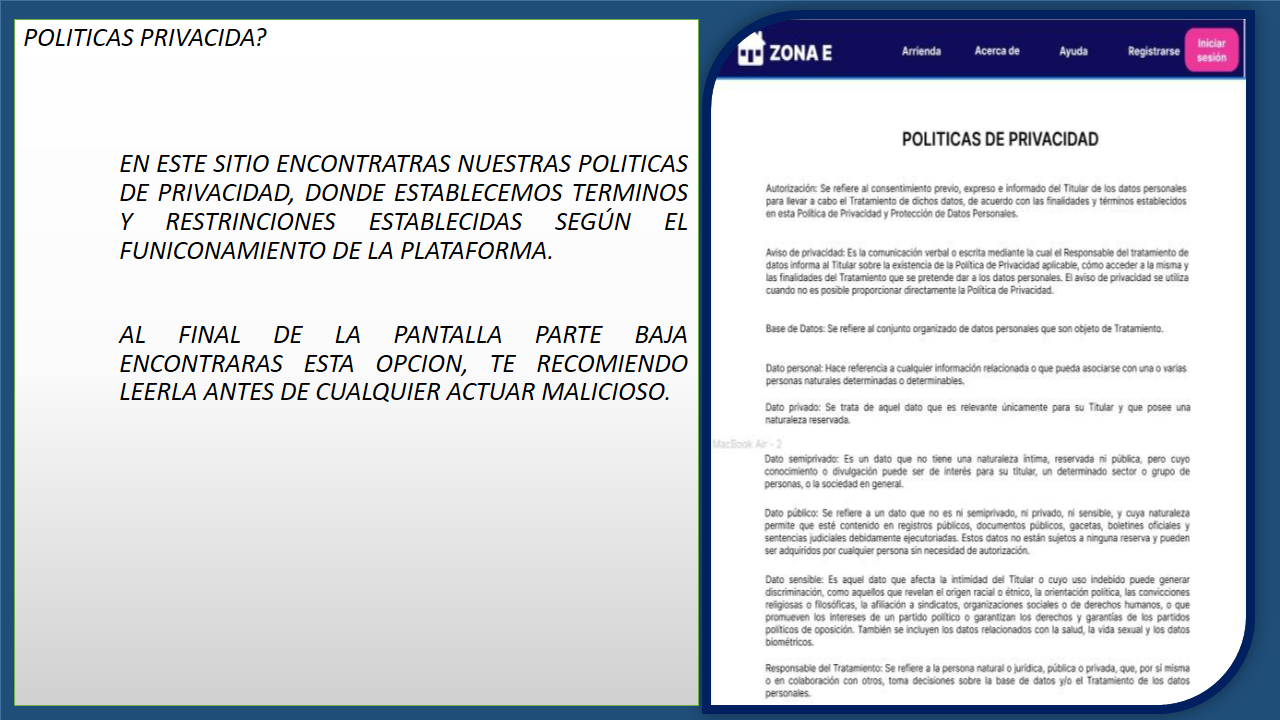 POLITICAS PRIVACIDA?
EN ESTE SITIO ENCONTRATRAS NUESTRAS POLITICAS
DE PRIVACIDAD, DONDE ESTABLECEMOS TERMINOS
Y RESTRINCIONES ESTABLECIDAS SEGÚN EL
FUNICONAMIENTO DE LA PLATAFORMA.
AL FINAL DE LA PANTALLA PARTE BAJA
ENCONTRARAS ESTA OPCION, TE RECOMIENDO
LEERLA ANTES DE CUALQUIER ACTUAR MALICIOSO.
ZONA E
Arrienda
Acerca de
Ayuda
Registrarse
Iniciar
sesión
POLITICAS DE PRIVACIDAD
Autorización: Se refiere al consentimiento previo, expreso e informado del Titular de los datos personales
para llevar a cabo el Tratamiento de dichos datos, de acuerdo con las finalidades y términos establecidos
en esta Política de Privacidad y Protección de Datos Personales.
Aviso de privacidad: Es la comunicación verbal o escrita mediante la cual el Responsable del tratamiento de
datos informa al Titular sobre la existencia de la Política de Privacidad aplicable, cómo acceder a la misma y
las finalidades del Tratamiento que se pretende dar a los datos personales. El aviso de privacidad se utiliza
cuando no es posible proporcionar directamente la Política de Privacidad.
Base de Datos: Se refiere al conjunto organizado de datos personales que son objeto de Tratamiento.
Dato personal: Hace referencia a cualquier información relacionada o que pueda asociarse con una o varias
personas naturales determinadas o determinables.
Dato privado: Se trata de aquel dato que es relevante únicamente para su Titular y que posee una
naturaleza reservada.
MacBook Air - 2
Dato semiprivado: Es un dato que no tiene una naturaleza íntima, reservada ni pública, pero cuyo
conocimiento o divulgación puede ser de interés para su titular, un determinado sector o grupo de
personas, o la sociedad en general.
Dato público: Se refiere a un dato que no es ni semiprivado, ni privado, ni sensible, y cuya naturaleza
permite que esté contenido en registros públicos, documentos públicos, gacetas, boletines oficiales y
sentencias judiciales debidamente ejecutoriadas. Estos datos no están sujetos a ninguna reserva y pueden
ser adquiridos por cualquier persona sin necesidad de autorización.
Dato sensible: Es aquel dato que afecta la intimidad del Titular o cuyo uso indebido puede generar
discriminación, como aquellos que revelan el origen racial o étnico, la orientación política, las convicciones
religiosas o filosóficas, la afiliación a sindicatos, organizaciones sociales o de derechos humanos, o que
promueven los intereses de un partido político o garantizan los derechos y garantías de los partidos
políticos de oposición. También se incluyen los datos relacionados con la salud, la vida sexual y los datos
biométricos.
Responsable del Tratamiento: Se refiere a la persona natural o jurídica, pública o privada, que, por sí misma
o en colaboración con otros, toma decisiones sobre la base de datos y/o el Tratamiento de los datos
personales.